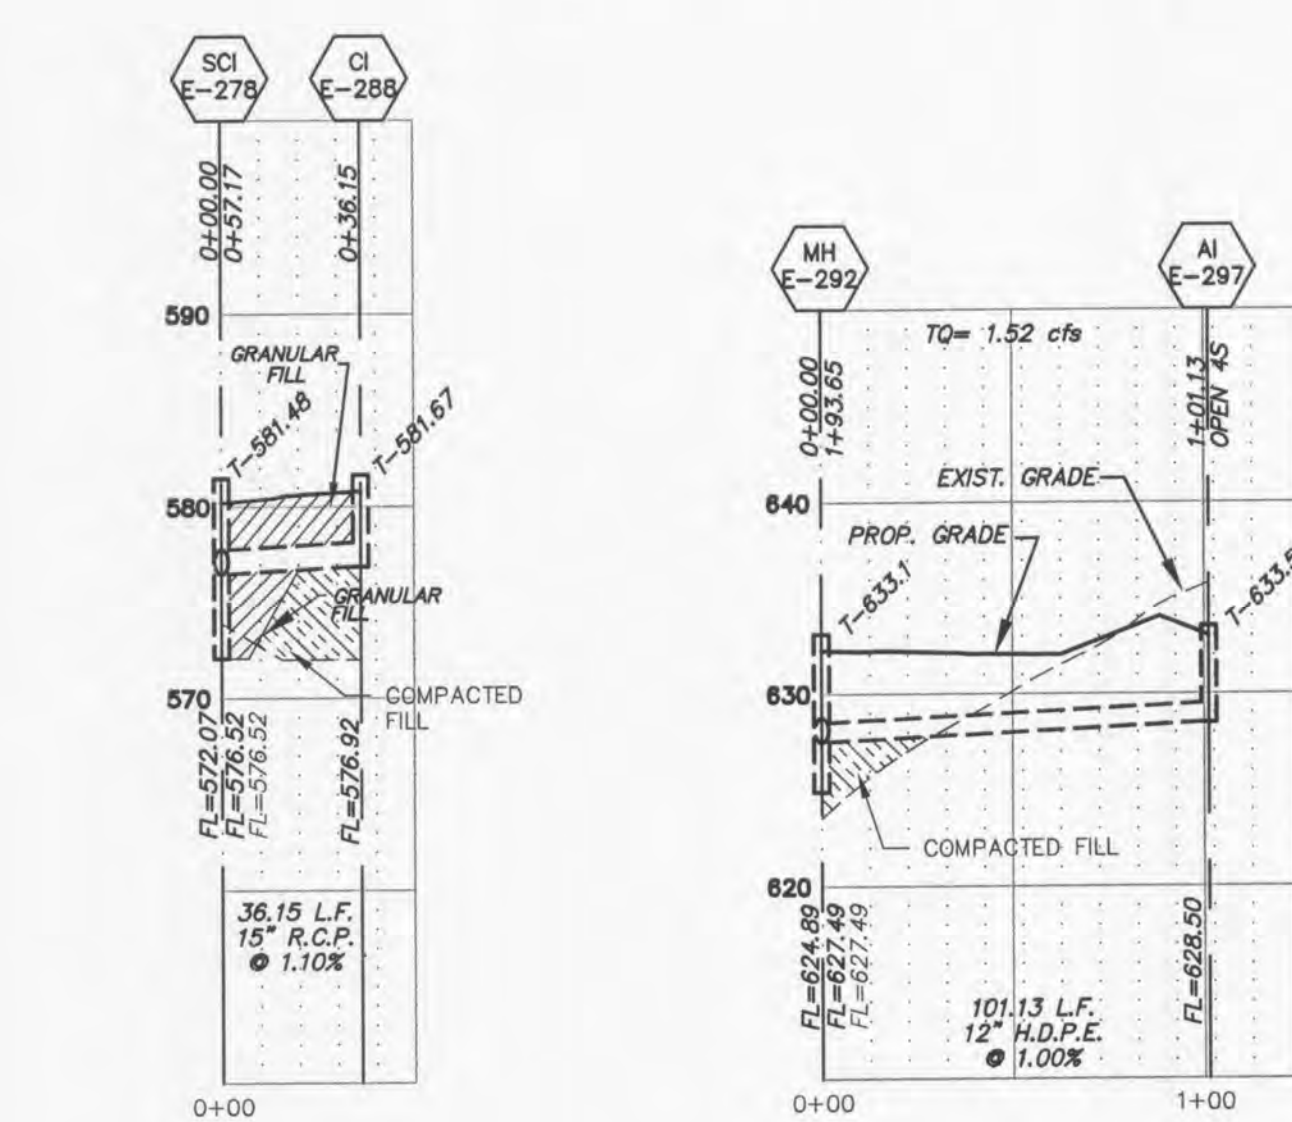 SCI
E-278
CI
E-288
0+00.00
0+57.17
0+36.15
590
GRANULAR
FILL
T-581.48
T-581.67
580
GRANULAR
FILL
570
COMPACTED
FILL
FL=572.07
FL=576.52
FL=576.52
FL=576.92
36.15 L.F.
15" R.C.P.
@ 1.10%
0+00
MH
E-292
AI
E-297
TQ= 1.52 cfs
0+00.00
1+93.65
1+01.13
OPEN 4S
EXIST. GRADE
640
PROP. GRADE
T-633.1
T-633.5
630
COMPACTED FILL
620
FL=624.89
FL=627.49
FL=627.49
FL=628.50
101.13 L.F.
12" H.D.P.E.
@ 1.00%
0+00
1+00